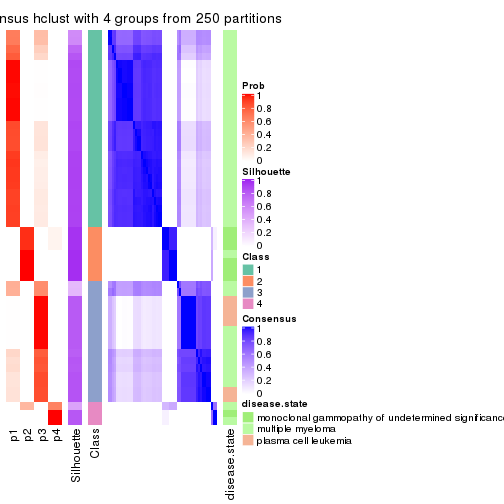 nsus hclust with 4 groups from 250 partitions
Prob
1
0.8
0.6
0.4
0.2
0
Silhouette
1
0.8
0.6
0.4
0.2
0
Class
1
2
3
4
Consensus
1
0.8
0.6
0.4
0.2
0
disease.state
monoclonal gammopathy of undetermined significance
multiple myeloma
plasma cell leukemia
p1
p2
p3
p4
Silhouette
Class
disease.state